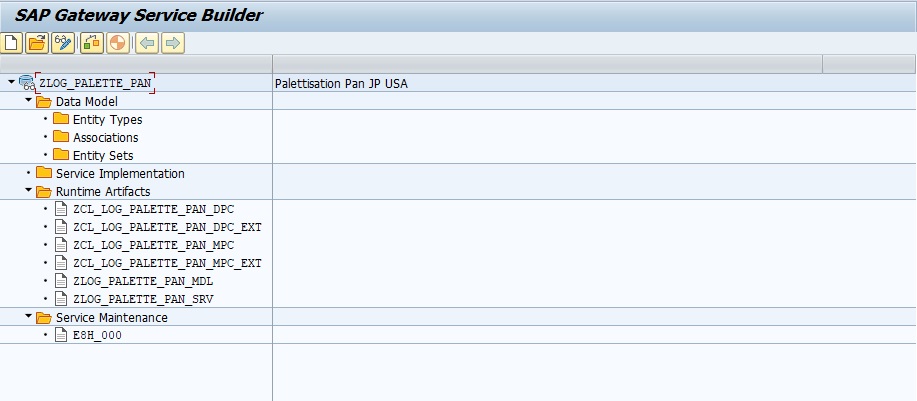 SAP Gateway Service Builder
ZLOG_PALETTE_PAN Palettisation Pan JP USA
Data Model
Entity Types
Associations
Entity Sets
Service Implementation
Runtime Artifacts
ZCL_LOG_PALETTE_PAN_DPC
ZCL_LOG_PALETTE_PAN_DPC_EXT
ZCL_LOG_PALETTE_PAN_MPC
ZCL_LOG_PALETTE_PAN_MPC_EXT
ZLOG_PALETTE_PAN_MDL
ZLOG_PALETTE_PAN_SRV
Service Maintenance
E8H_000